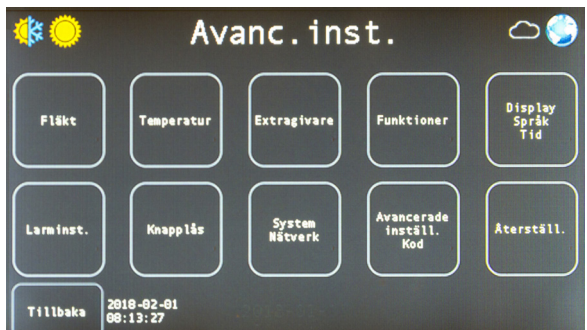 Avanc.inst.
Fläkt
Temperatur
Extragivare
Funktioner
Display
Språk
Tid
Larminst.
Knapplås
System
Nätverk
Avancerade
inställ.
Kod
Återställ.
Tillbaka
2018-02-01
08:13:27